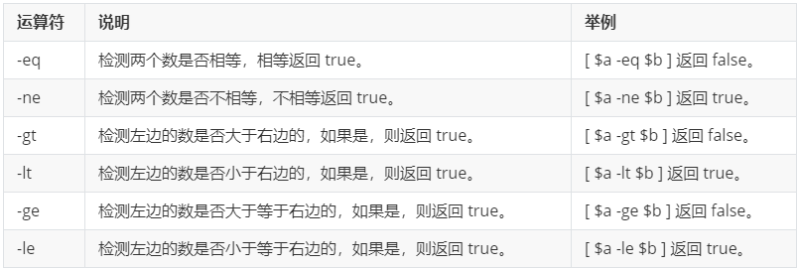 运算符 说明 举例
-eq 检测两个数是否相等，相等返回 true。 [ $a -eq $b ] 返回 false。
-ne 检测两个数是否不相等，不相等返回 true。 [ $a -ne $b ] 返回 true。
-gt 检测左边的数是否大于右边的，如果是，则返回 true。 [ $a -gt $b ] 返回 false。
-lt 检测左边的数是否小于右边的，如果是，则返回 true。 [ $a -lt $b ] 返回 true。
-ge 检测左边的数是否大于等于右边的，如果是，则返回 true。 [ $a -ge $b ] 返回 false。
-le 检测左边的数是否小于等于右边的，如果是，则返回 true。 [ $a -le $b ] 返回 true。